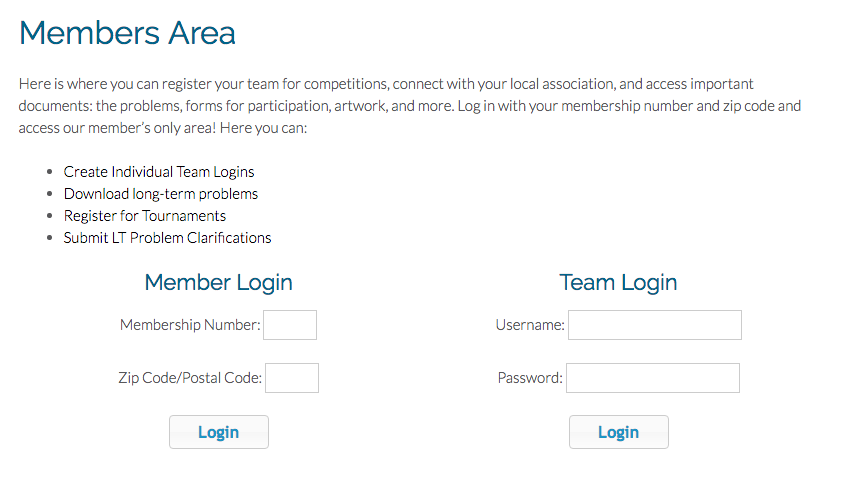 Members Area
Here is where you can register your team for competitions, connect with your local association, and access important
documents: the problems, forms for participation, artwork, and more. Log in with your membership number and zip code and
access our member's only area! Here you can:
• Create Individual Team Logins
• Download long-term problems
• Register for Tournaments
• Submit LT Problem Clarifications
Member Login
Membership Number:
Zip Code/Postal Code:
Login
Team Login
Username:
Password:
Login